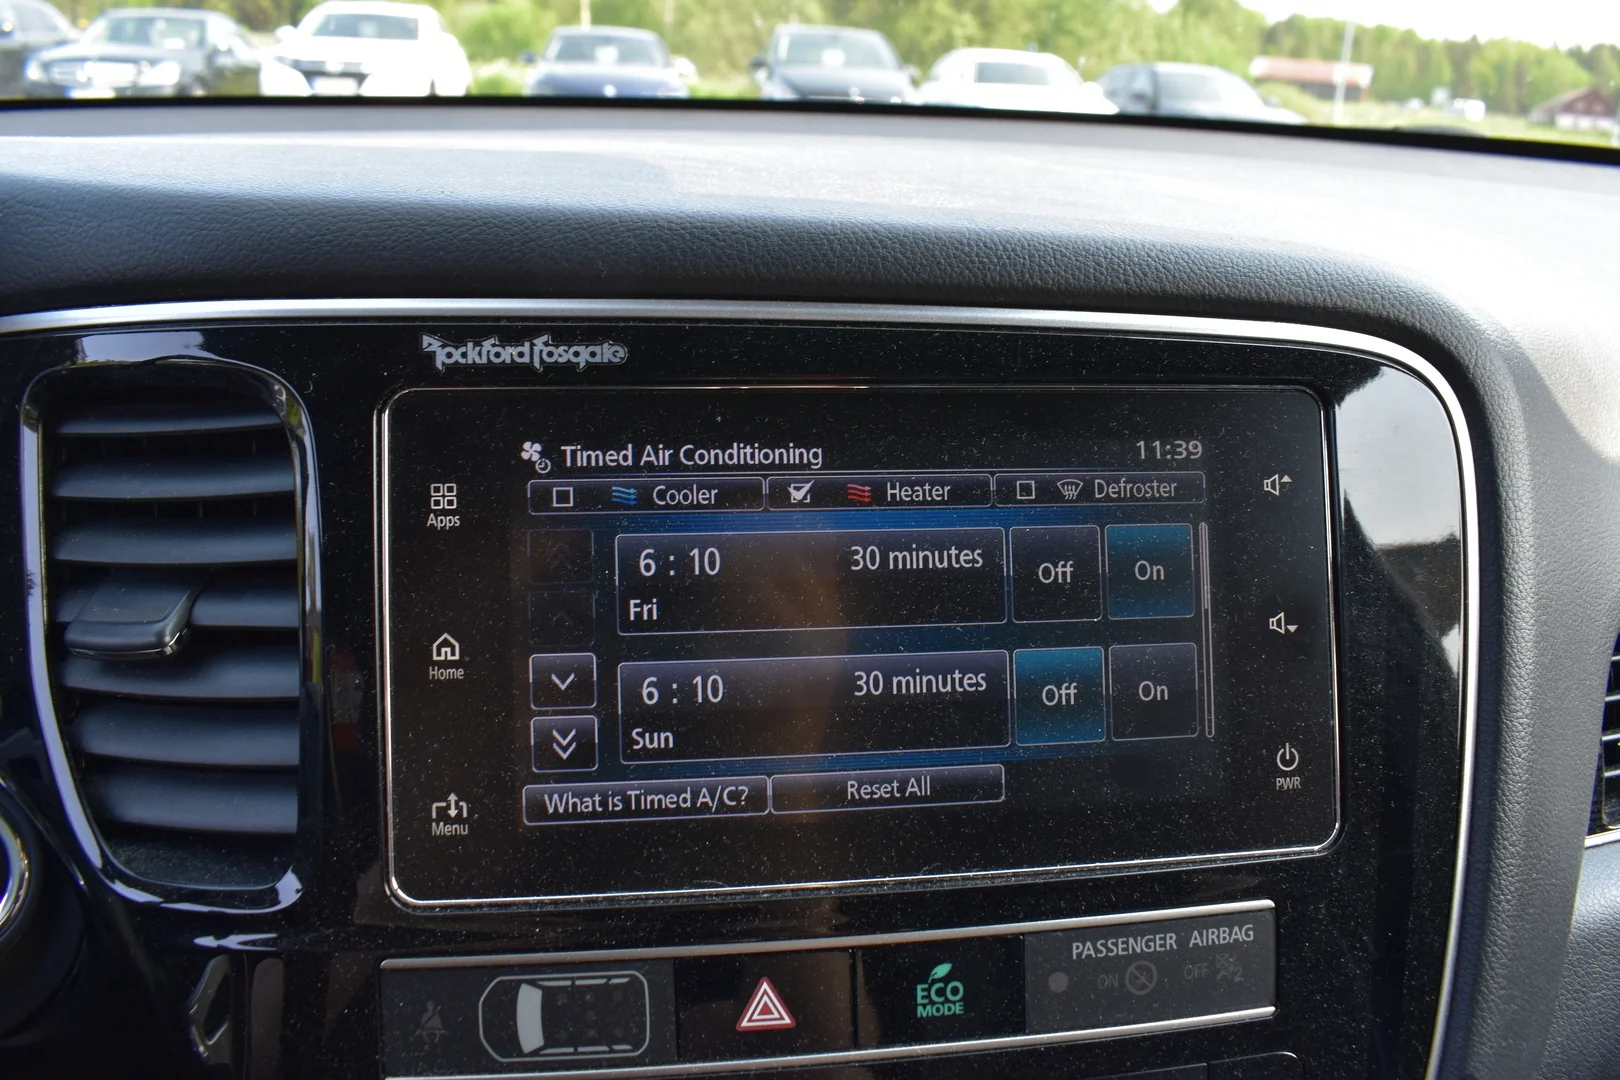 Rockford Fosgate
Timed Air Conditioning
11:39
Apps
Cooler
Heater
Defroster
6 : 10
30 minutes
Off
On
Fri
Home
6 : 10
30 minutes
Off
On
Sun
PWR
Menu
What is Timed A/C?
Reset All
PASSENGER AIRBAG
ON
OFF
ECO
MODE